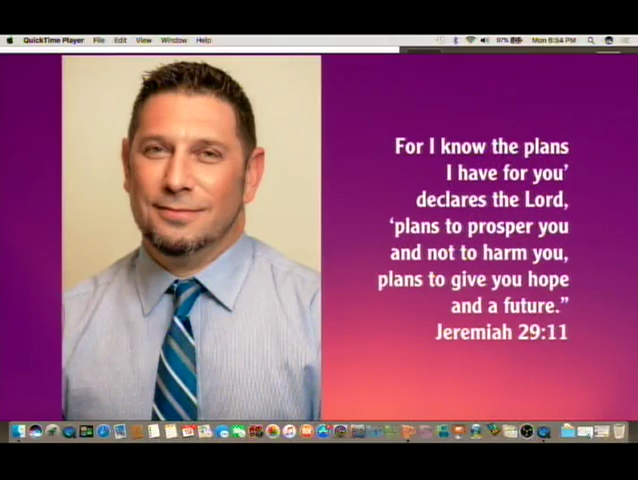 QuickTime Player File Edit View Window Help 97% Mon 6:54 PM
For I know the plans
I have for you’
declares the Lord,
‘plans to prosper you
and not to harm you,
plans to give you hope
and a future.”
Jeremiah 29:11